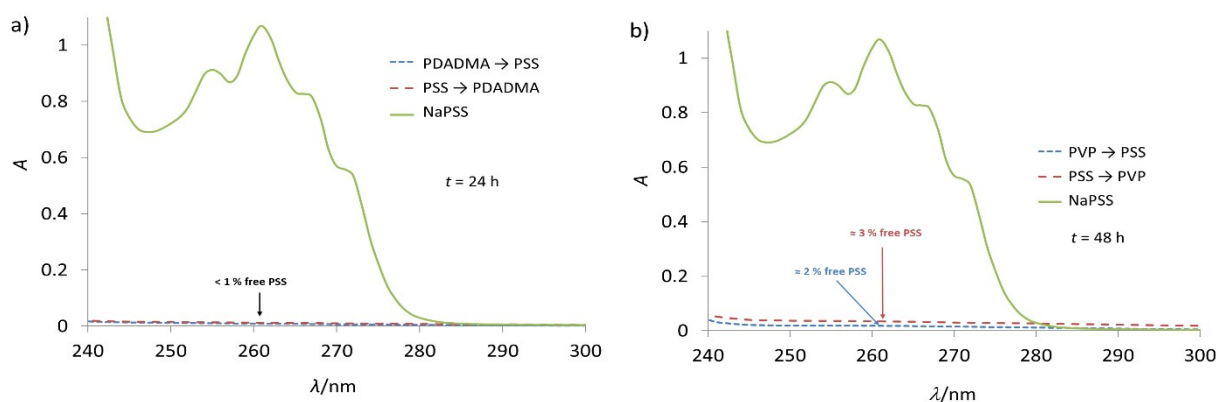 a)
1
0.8
0.6
0.4
0.2
0
A
PDADMA → PSS
PSS → PDADMA
NaPSS
t = 24 h
< 1 % free PSS
240 250 260 270 280 290 300
λ/nm
b)
1
0.8
0.6
0.4
0.2
0
A
PVP → PSS
PSS → PVP
NaPSS
t = 48 h
≈ 3 % free PSS
≈ 2 % free PSS
240 250 260 270 280 290 300
λ/nm